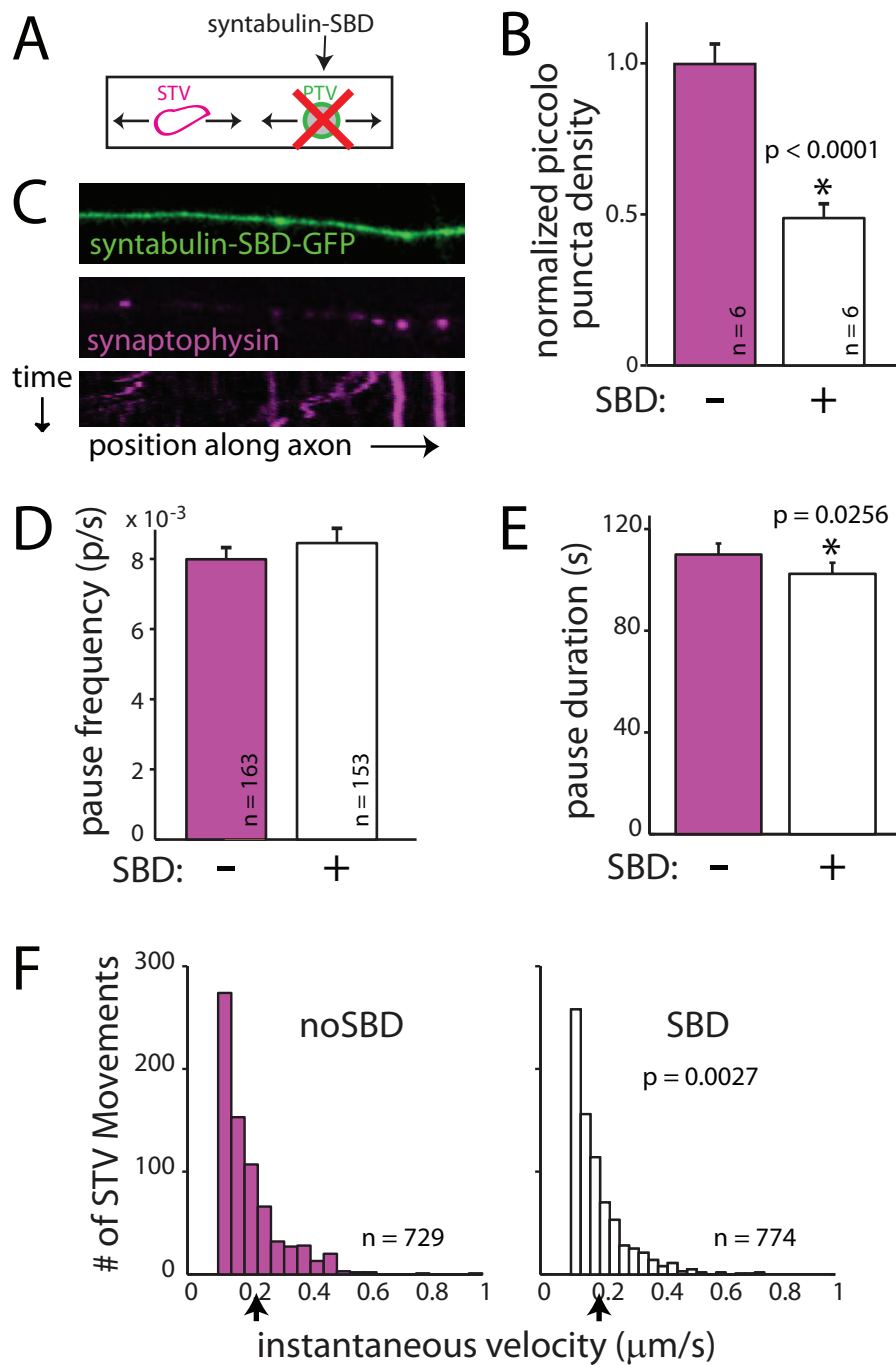 A
syntabulin-SBD
STV
PTV
B
normalized piccolo
puncta density
1.0
0.5
0
p < 0.0001
*
n = 6
n = 6
SBD: - +
C
syntabulin-SBD-GFP
synaptophysin
time
position along axon
D
x 10-3
pause frequency (p/s)
8
6
4
2
0
n = 163
n = 153
SBD: - +
E
pause duration (s)
120
80
40
0
p = 0.0256
*
SBD: - +
F
# of STV Movements
300
200
100
0
noSBD
n = 729
0 0.2 0.4 0.6 0.8 1
SBD
p = 0.0027
n = 774
0 0.2 0.4 0.6 0.8 1
instantaneous velocity (μm/s)